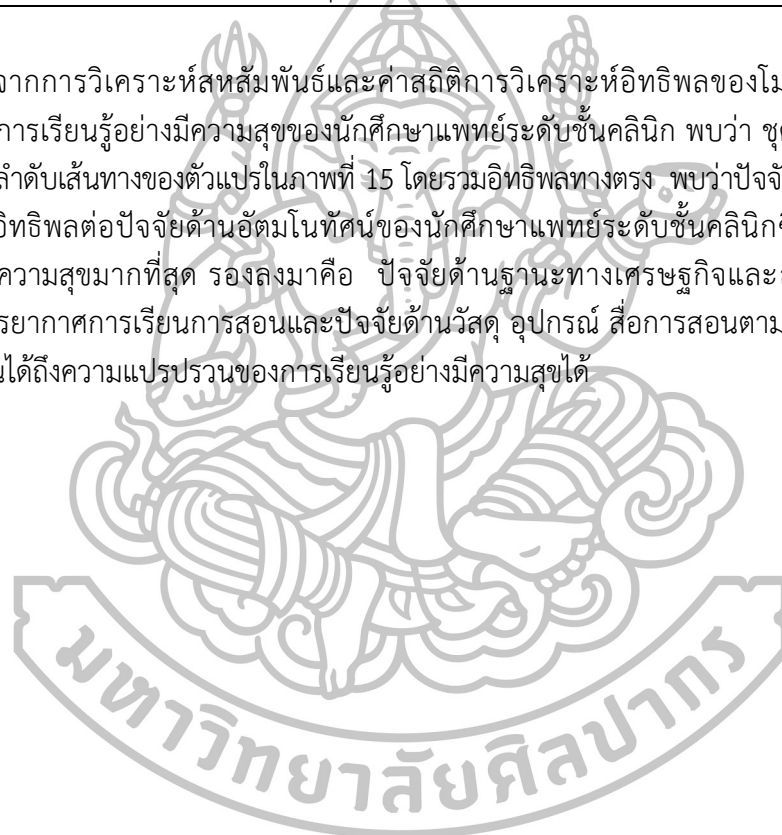 จากการวิเคราะห์สหสัมพันธ์และค่าสถิติการวิเคราะห์อิทธิพลของโม
การเรียนรู้อย่างมีความสุขของนักศึกษาแพทย์ระดับชั้นคลินิก พบว่า ชุ
ลำดับเส้นทางของตัวแปรในภาพที่ 15 โดยรวมอิทธิพลทางตรง พบว่าปัจจั
อิทธิพลต่อปัจจัยด้านอัตมโนทัศน์ของนักศึกษาแพทย์ระดับชั้นคลินิก
ความสุขมากที่สุด รองลงมาคือ ปัจจัยด้านฐานะทางเศรษฐกิจและ
รยากาศการเรียนการสอนและปัจจัยด้านวัสดุ อุปกรณ์ สื่อการสอนตาม
นได้ถึงความแปรปรวนของการเรียนรู้อย่างมีความสุขได้
มหาวิทยาลัยศิลปากร